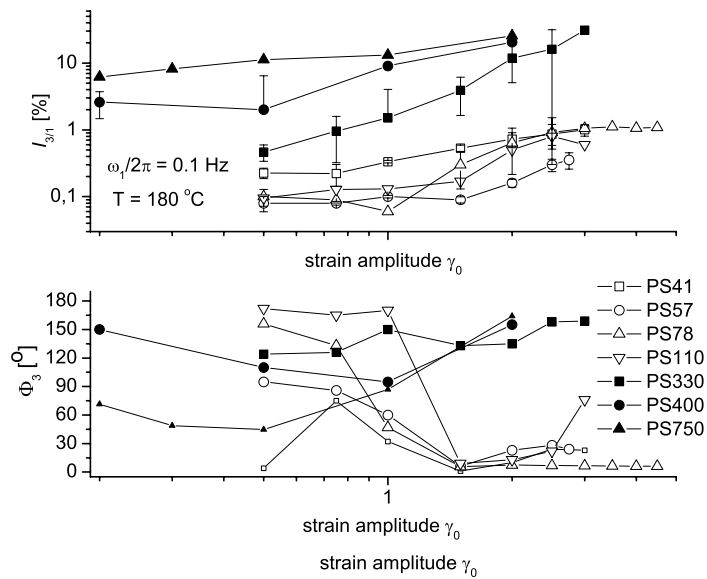 I3/1 [%]
10
1
0,1
ω1/2π = 0.1 Hz
T = 180 °C
strain amplitude γ0
Φ3 [°]
180
150
120
90
60
30
0
PS41
PS57
PS78
PS110
PS330
PS400
PS750
1
strain amplitude γ0
strain amplitude γ0